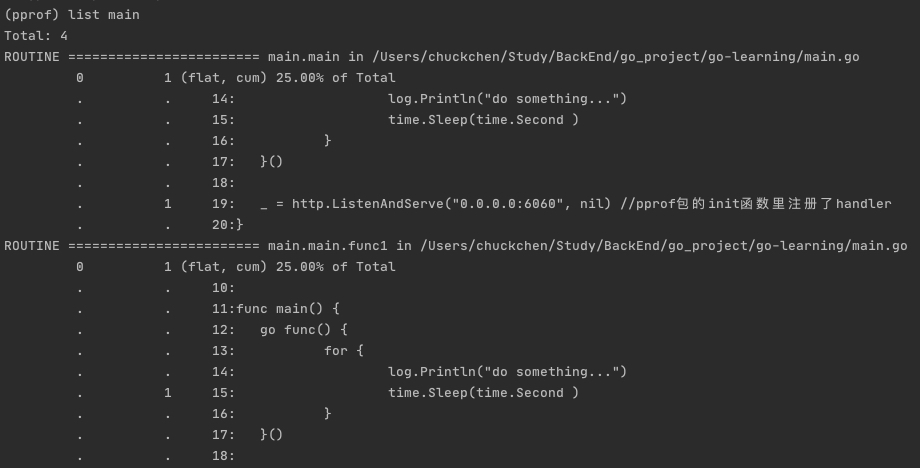 (pprof) list main
Total: 4
ROUTINE ======================== main.main in /Users/chuckchen/Study/BackEnd/go_project/go-learning/main.go
         0          1 (flat, cum) 25.00% of Total
         .          .     14:                   log.Println("do something...")
         .          .     15:                   time.Sleep(time.Second )
         .          .     16:           }
         .          .     17:   }()
         .          .     18:
         .          1     19:   _ = http.ListenAndServe("0.0.0.0:6060", nil) //pprof包的init函数里注册了handler
         .          .     20:}
ROUTINE ======================== main.main.func1 in /Users/chuckchen/Study/BackEnd/go_project/go-learning/main.go
         0          1 (flat, cum) 25.00% of Total
         .          .     10:
         .          .     11:func main() {
         .          .     12:   go func() {
         .          .     13:           for {
         .          .     14:                   log.Println("do something...")
         .          1     15:                   time.Sleep(time.Second )
         .          .     16:           }
         .          .     17:   }()
         .          .     18: